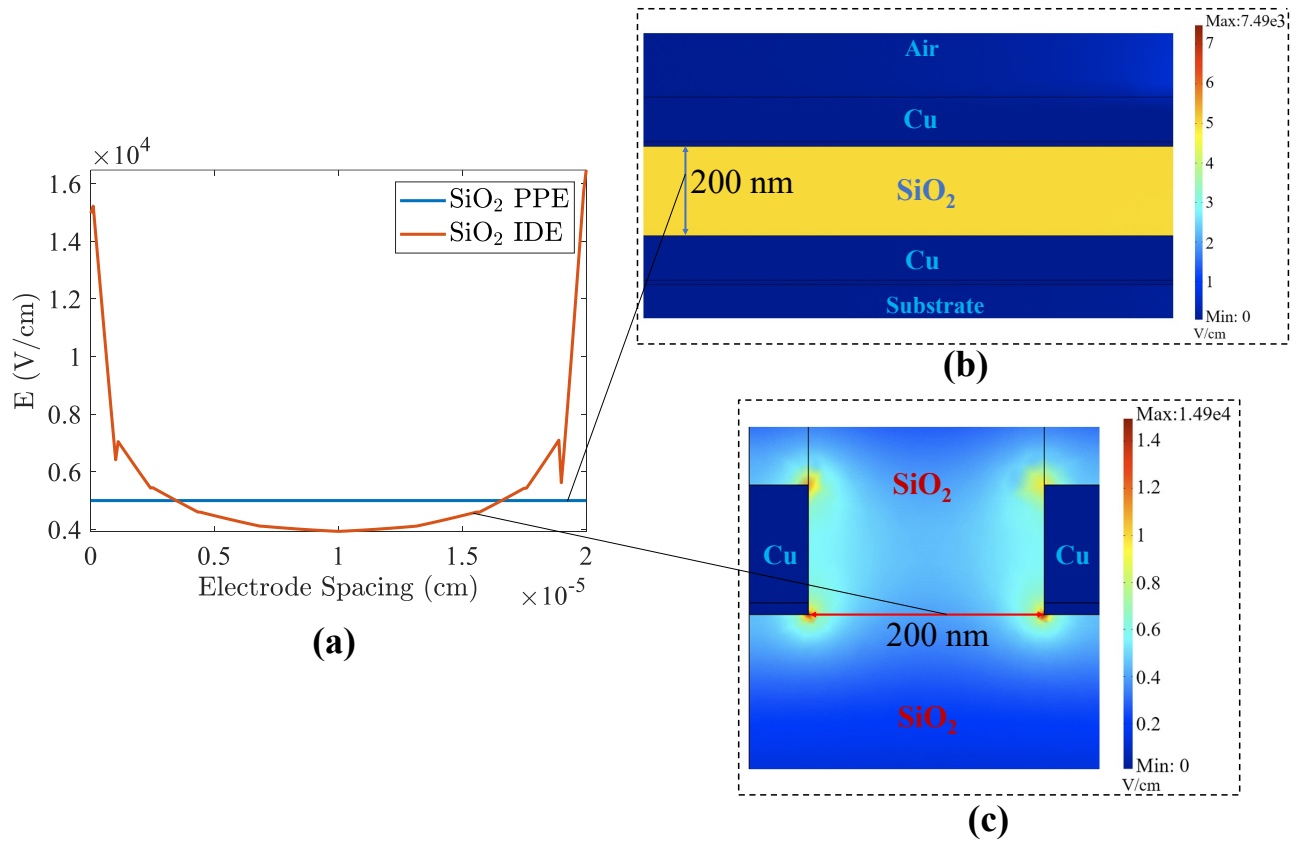 ×10⁴
1.6
1.4
1.2
1
0.8
0.6
0.4
E (V/cm)
0
0.5
1
1.5
2
Electrode Spacing (cm)
×10⁻⁵
SiO₂ PPE
SiO₂ IDE
(a)
Air
Cu
200 nm
SiO₂
Cu
Substrate
Max:7.49e3
7
6
5
4
3
2
1
Min: 0
V/cm
(b)
SiO₂
Cu
Cu
200 nm
SiO₂
Max:1.49e4
1.4
1.2
1
0.8
0.6
0.4
0.2
Min: 0
V/cm
(c)